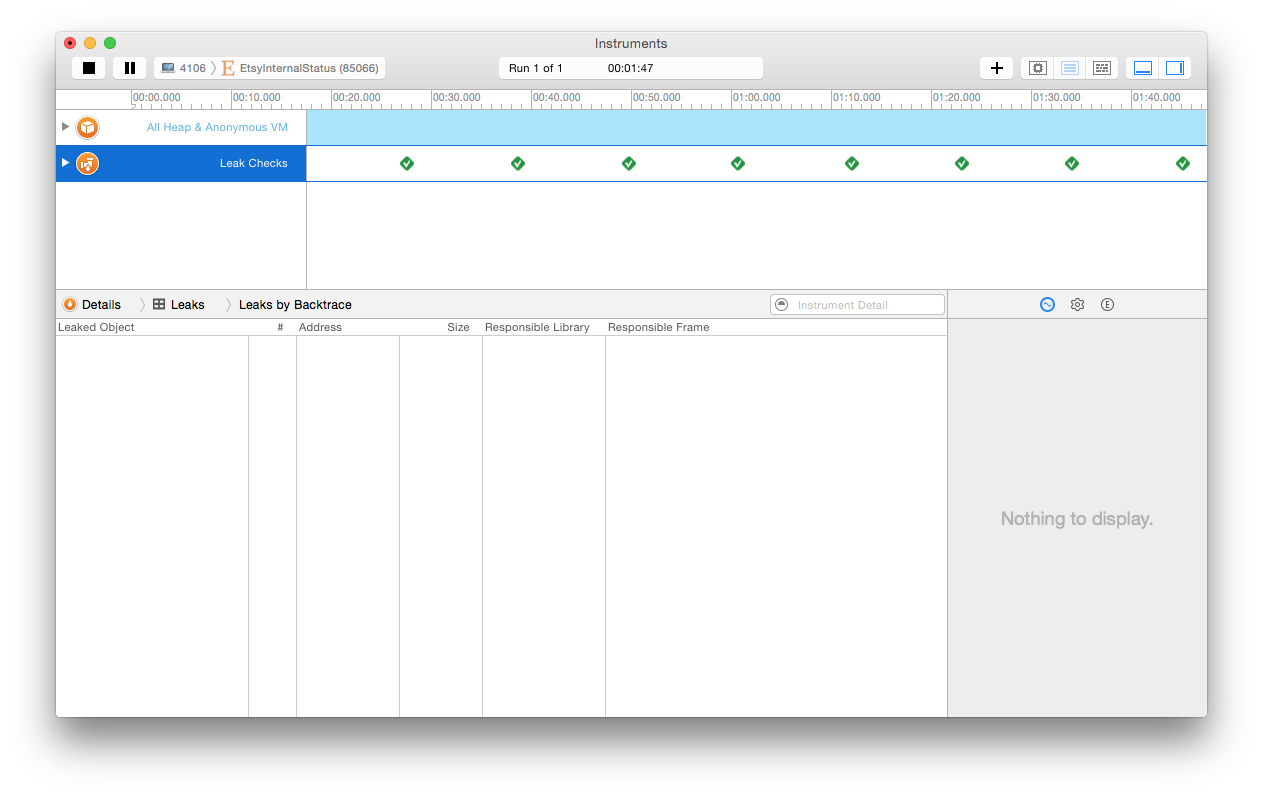 Instruments
4106 EtsyInternalStatus (85066)
Run 1 of 1 00:01:47
00:00.000 00:10.000 00:20.000 00:30.000 00:40.000 00:50.000 01:00.000 01:10.000 01:20.000 01:30.000 01:40.000
All Heap & Anonymous VM
Leak Checks
Details Leaks Leaks by Backtrace Instrument Detail E
Leaked Object # Address Size Responsible Library Responsible Frame
Nothing to display.